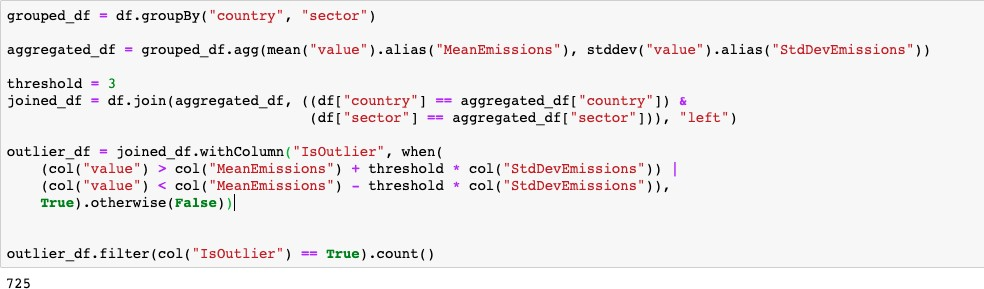 grouped_df = df.groupBy("country", "sector")
aggregated_df = grouped_df.agg(mean("value").alias("MeanEmissions"), stddev("value").alias("StdDevEmissions"))
threshold = 3
joined_df = df.join(aggregated_df, ((df["country"] == aggregated_df["country"]) &
(df["sector"] == aggregated_df["sector"])), "left")
outlier_df = joined_df.withColumn("IsOutlier", when(
(col("value") > col("MeanEmissions") + threshold * col("StdDevEmissions")) |
(col("value") < col("MeanEmissions") - threshold * col("StdDevEmissions")),
True).otherwise(False))
outlier_df.filter(col("IsOutlier") == True).count()
725